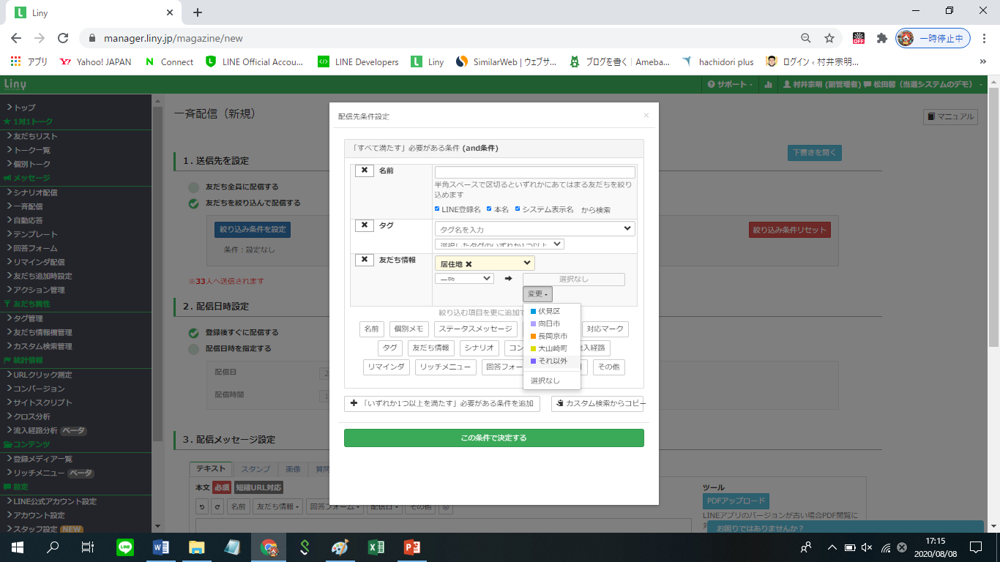 Liny
manager.liny.jp/magazine/new
一時停止中
アプリ Yahoo! JAPAN Connect LINE Official Accou... LINE Developers Liny SimilarWeb | ウェブサ... ブログを書く | Ameba... hachidori plus ログイン ‹ 村井宗明...
Liny
サポート 村井宗明 (副管理者) 松田馨（当選システムのデモ）
トップ
1対1トーク
友だちリスト
トーク一覧
個別トーク
メッセージ
シナリオ配信
一斉配信
自動応答
テンプレート
回答フォーム
リマインダ配信
友だち追加時設定
アクション管理
友だち属性
タグ管理
友だち情報欄管理
カスタム検索管理
統計情報
URLクリック測定
コンバージョン
サイトスクリプト
クロス分析
流入経路分析 ベータ
コンテンツ
登録メディア一覧
リッチメニュー ベータ
設定
LINE公式アカウント設定
アカウント設定
スタッフ設定 NEW
一斉配信（新規）
マニュアル
1. 送信先を設定
下書きを開く
友だち全員に配信する
友だちを絞り込んで配信する
絞り込み条件を設定
絞り込み条件リセット
条件：設定なし
※33人へ送信されます
2. 配信日時設定
登録後すぐに配信する
配信日時を指定する
配信日
配信時間
3. 配信メッセージ設定
テキスト スタンプ 画像 質問
本文 必須 短縮URL対応
名前 友だち情報 回答フォーム 配信日 その他
ツール
PDFアップロード
LINEアプリのバージョンが古い場合PDF閲覧に
お困りではありませんか？
配信先条件設定 ×
「すべて満たす」必要がある条件 (and条件)
名前
半角スペースで区切るといずれかにあてはまる友だちを絞り込めます
LINE登録名 本名 システム表示名 から検索
タグ タグ名を入力
選択したタグのいずれか1つ以上
友だち情報 居住地
一致 選択なし
変更
伏見区
向日市
長岡京市
大山崎町
それ以外
選択なし
絞り込む項目を更に追加で
名前 個別メモ ステータスメッセージ 対応マーク
タグ 友だち情報 シナリオ コン 入経路
リマインダ リッチメニュー 回答フォー その他
「いずれか1つ以上を満たす」必要がある条件を追加 カスタム検索からコピー
この条件で決定する
17:15
2020/08/08